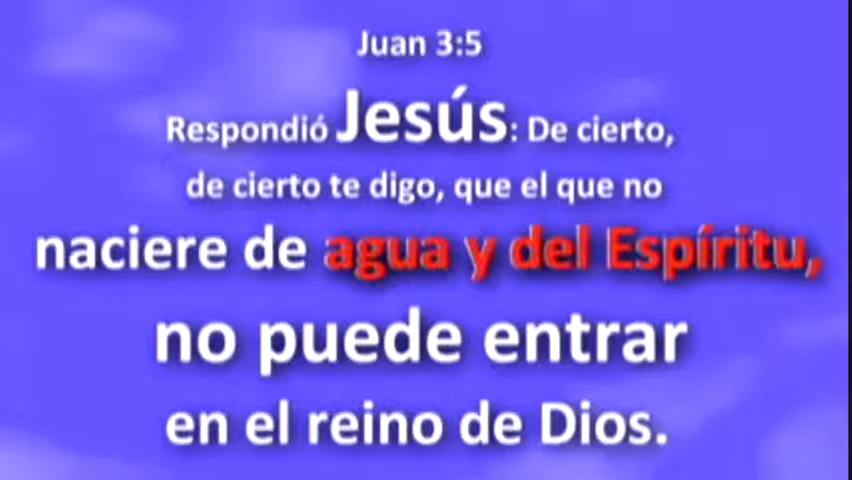 Juan 3:5
Respondió Jesús: De cierto,
de cierto te digo, que el que no
naciere de agua y del Espíritu,
no puede entrar
en el reino de Dios.